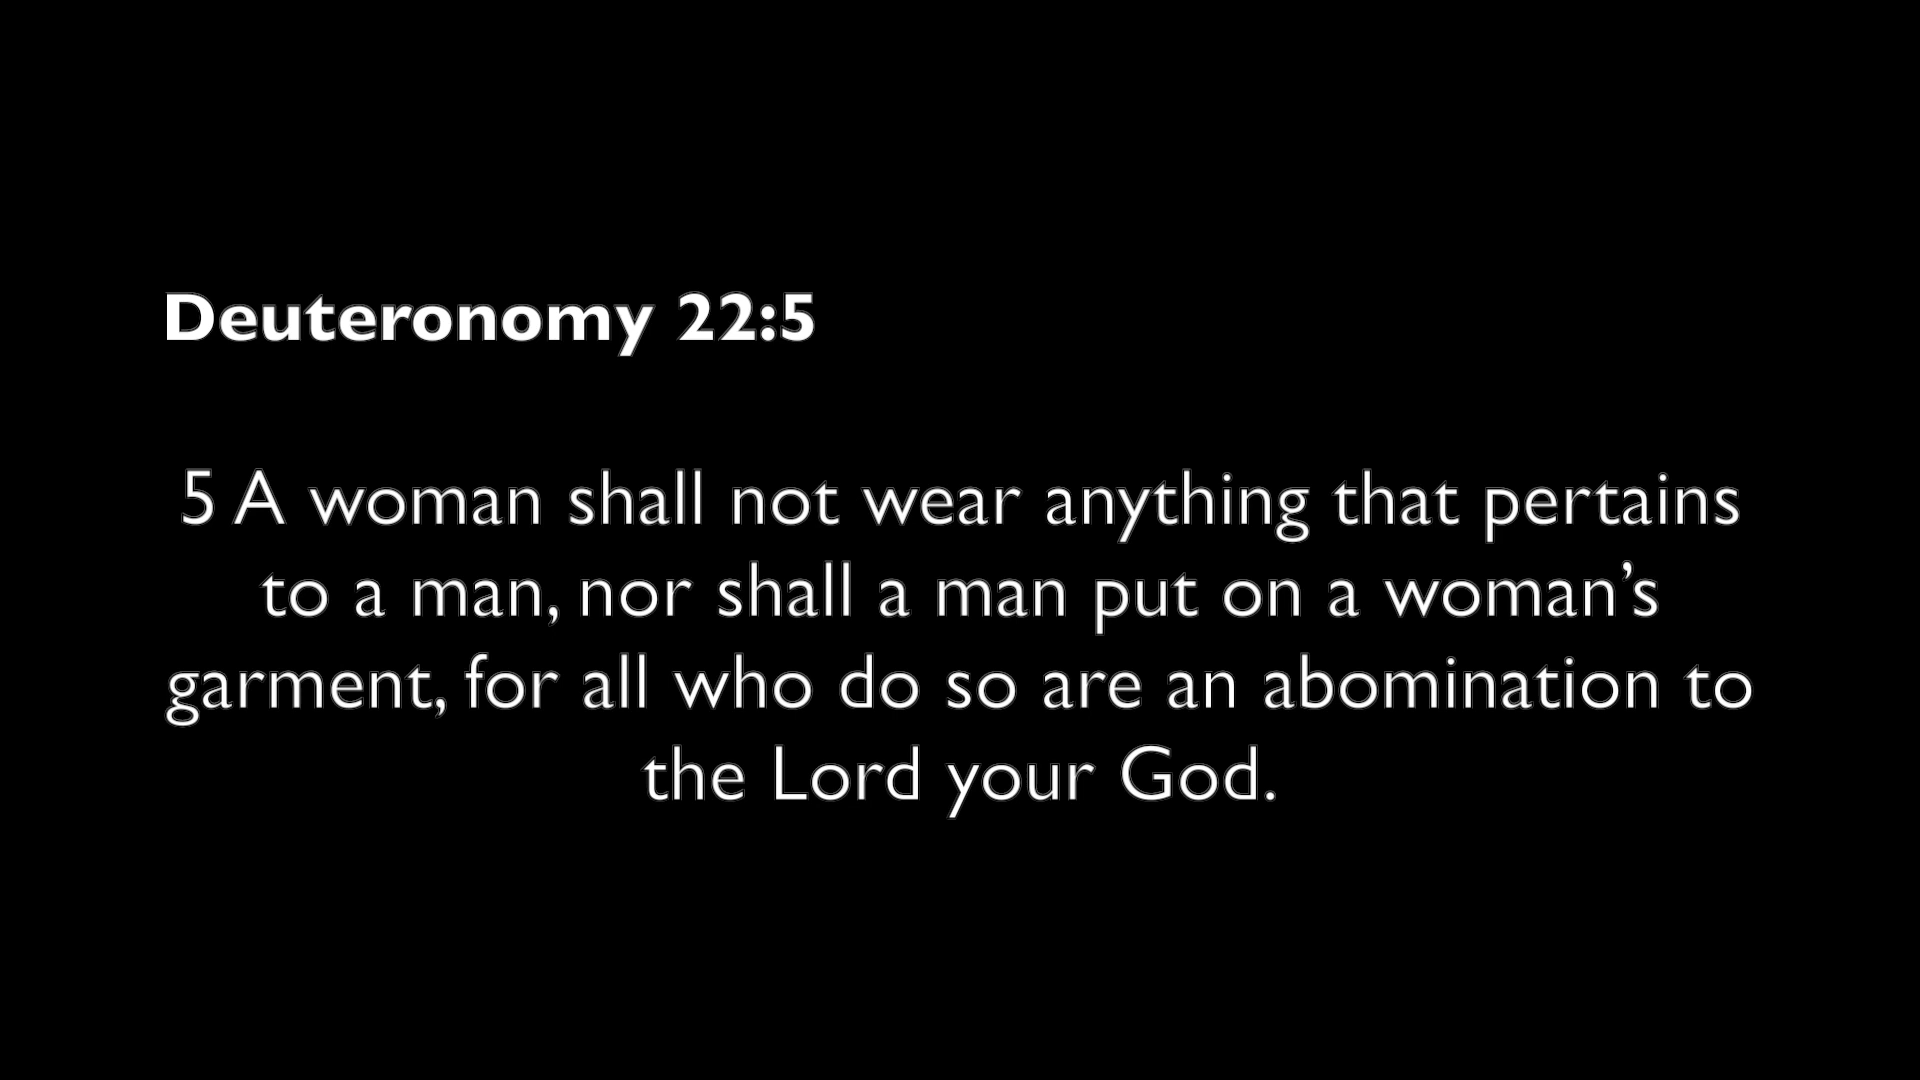 Deuteronomy 22:5
5 A woman shall not wear anything that pertains
to a man, nor shall a man put on a woman’s
garment, for all who do so are an abomination to
the Lord your God.